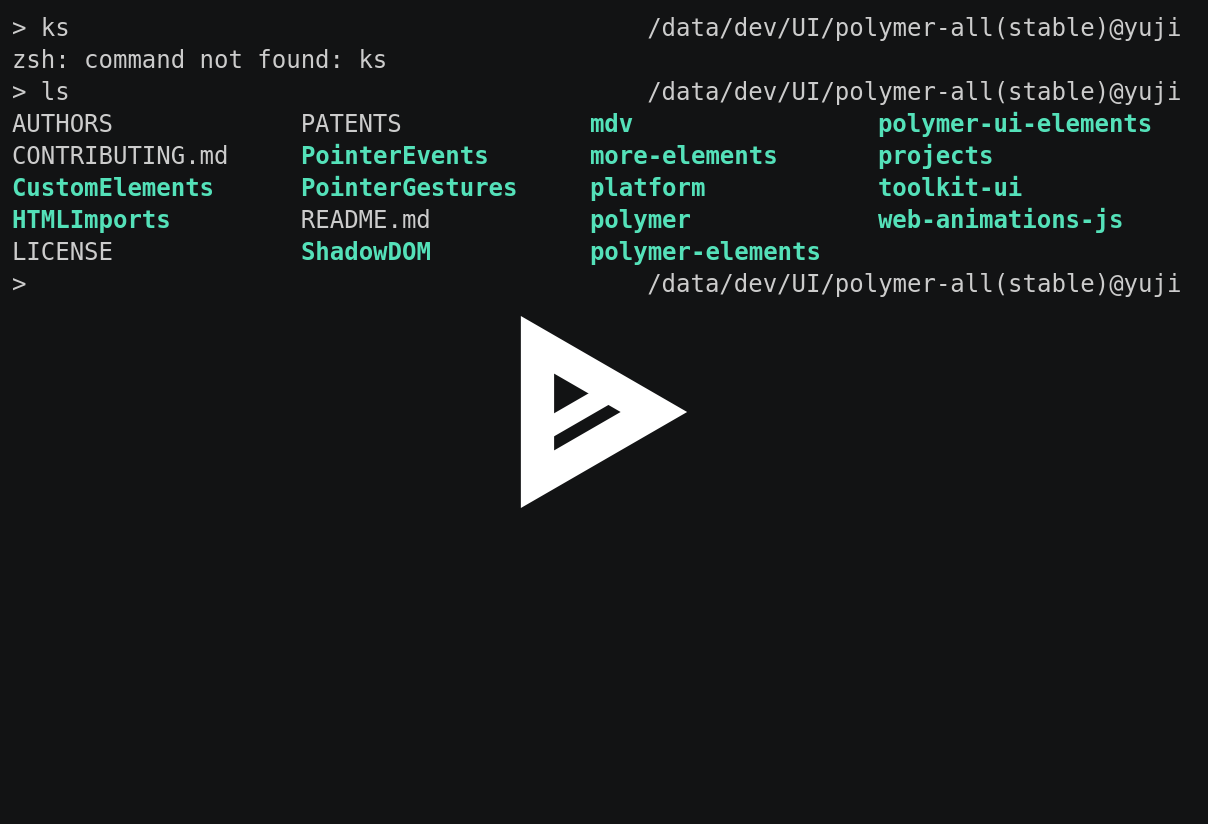 > ks /data/dev/UI/polymer-all(stable)@yuji
zsh: command not found: ks
> ls /data/dev/UI/polymer-all(stable)@yuji
AUTHORS PATENTS mdv polymer-ui-elements
CONTRIBUTING.md PointerEvents more-elements projects
CustomElements PointerGestures platform toolkit-ui
HTMLImports README.md polymer web-animations-js
LICENSE ShadowDOM polymer-elements
> /data/dev/UI/polymer-all(stable)@yuji